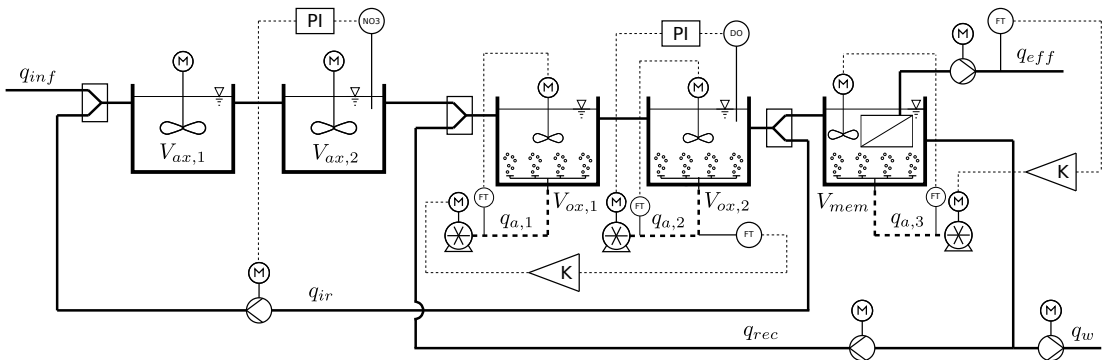 PI
NO3
PI
DO
FT
M
q_eff
M
M
M
q_inf
M
M
V_ax,1
V_ax,2
K
M
FT
V_ox,1
M
FT
V_ox,2
V_mem
FT
M
q_a,1
q_a,2
FT
q_a,3
K
M
q_ir
M
M
q_rec
q_w